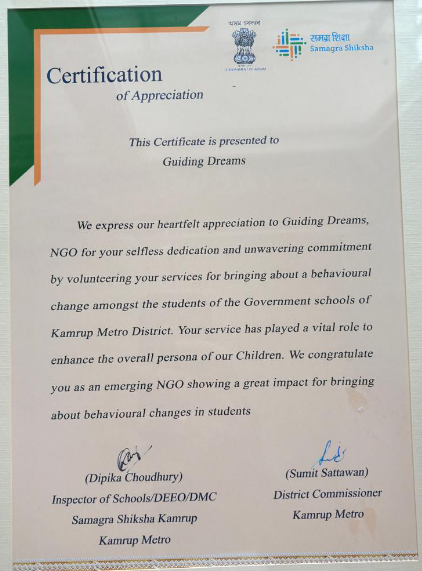 समग्र शिक्षा
Samagra Shiksha
Certification
of Appreciation
This Certificate is presented to
Guiding Dreams
We express our heartfelt appreciation to Guiding Dreams,
NGO for your selfless dedication and unwavering commitment
by volunteering your services for bringing about a behavioural
change amongst the students of the Government schools of
Kamrup Metro District. Your service has played a vital role to
enhance the overall persona of our Children. We congratulate
you as an emerging NGO showing a great impact for bringing
about behavioural changes in students
(Dipika Choudhury)
Inspector of Schools/DEEO/DMC
Samagra Shiksha Kamrup
Kamrup Metro
(Sumit Sattawan)
District Commissioner
Kamrup Metro